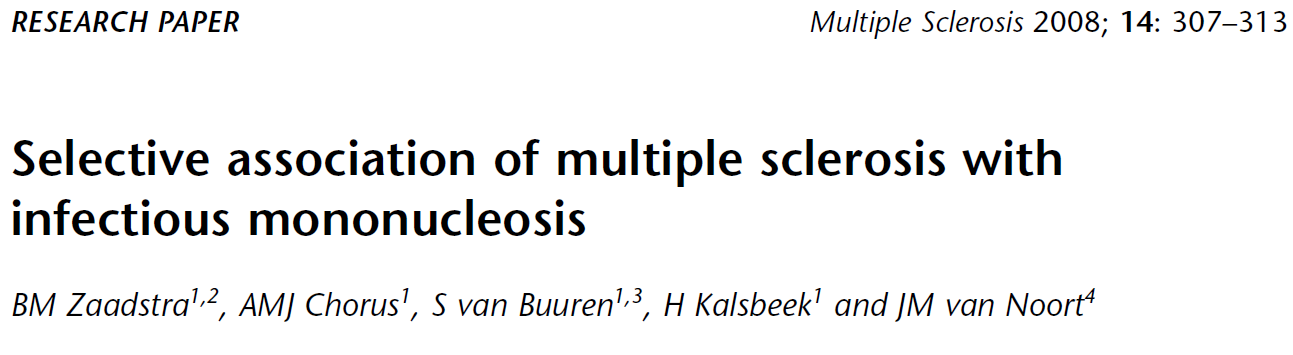 RESEARCH PAPER Multiple Sclerosis 2008; 14: 307–313
Selective association of multiple sclerosis with
infectious mononucleosis
BM Zaadstra1,2, AMJ Chorus1, S van Buuren1,3, H Kalsbeek1 and JM van Noort4